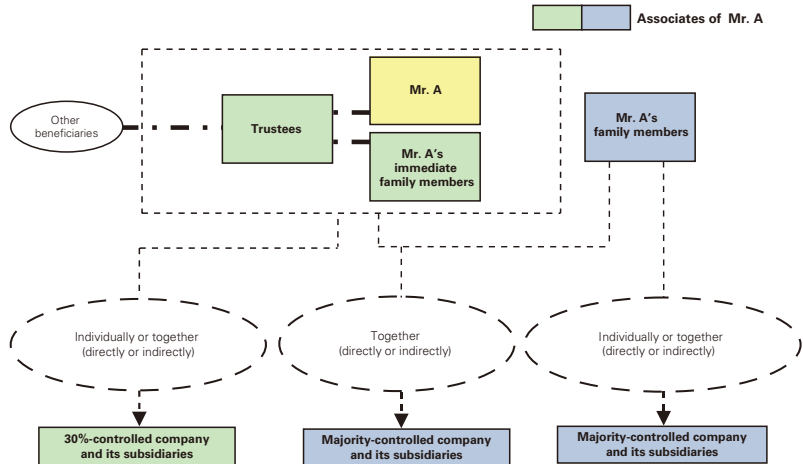 Associates of Mr. A
Mr. A
Other
beneficiaries
Trustees
Mr. A's
family members
Mr. A's
immediate
family members
Individually or together
(directly or indirectly)
Together
(directly or indirectly)
Individually or together
(directly or indirectly)
30%-controlled company
and its subsidiaries
Majority-controlled company
and its subsidiaries
Majority-controlled company
and its subsidiaries